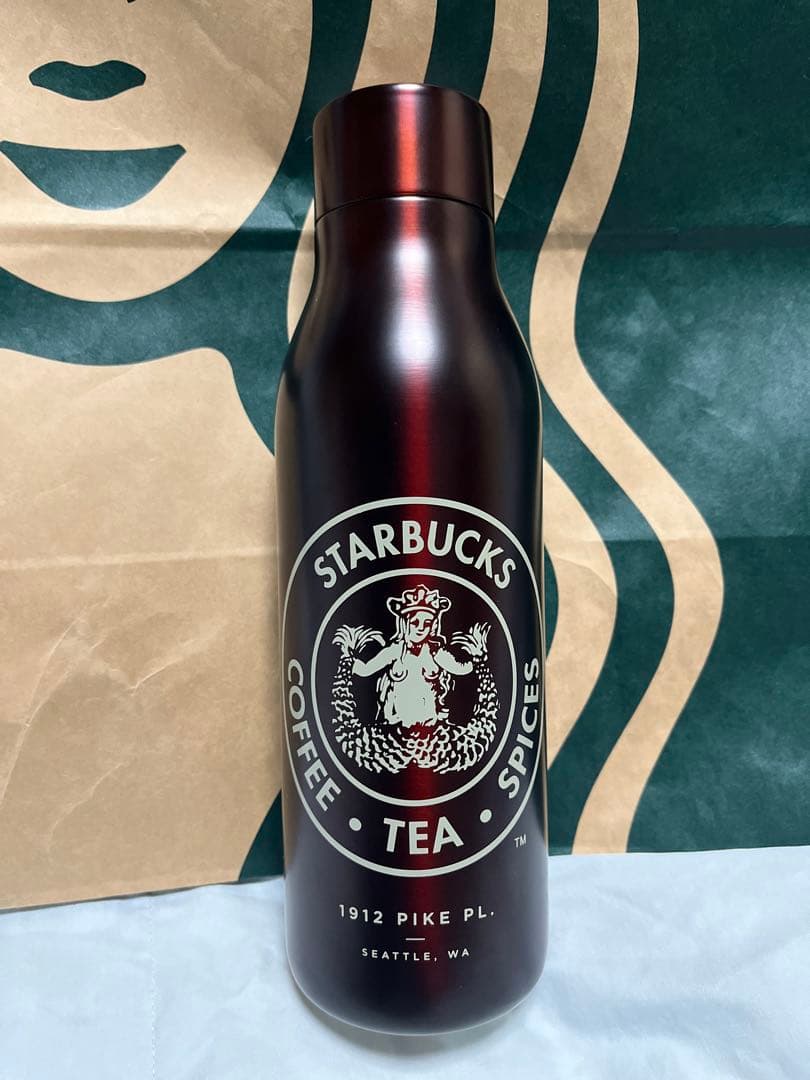 STARBUCKS
COFFEE • TEA • SPICES
TM
1912 PIKE PL.
SEATTLE, WA